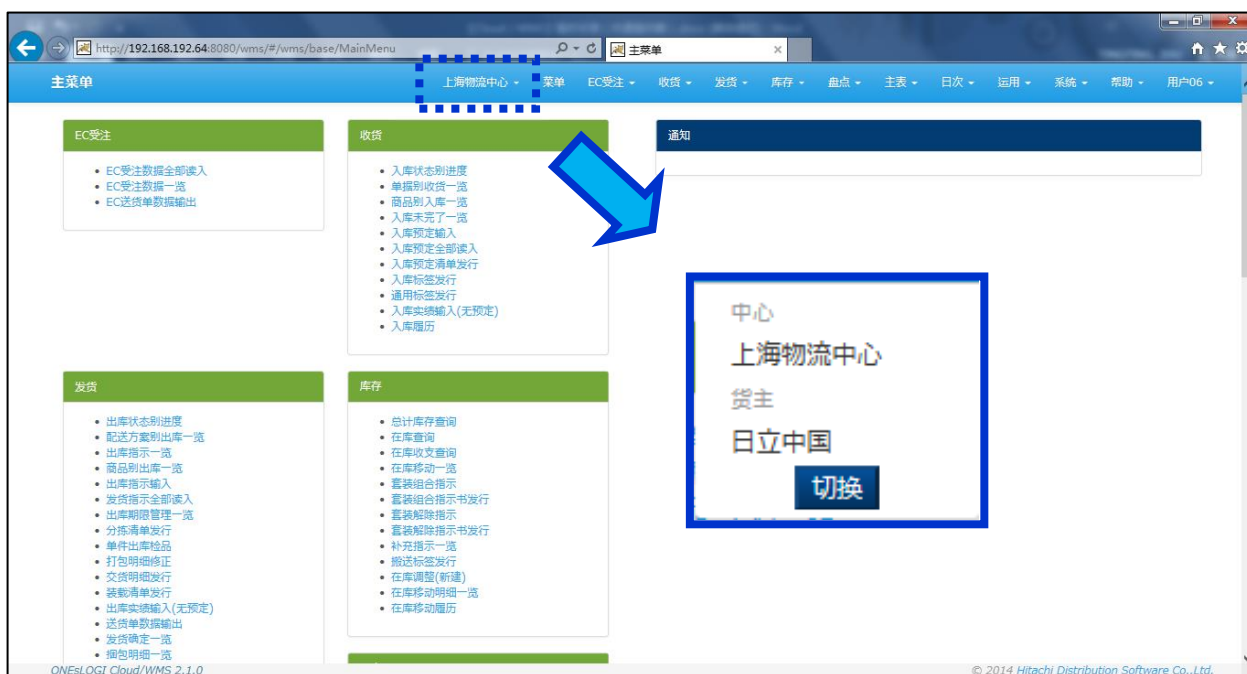 http://192.168.192.64:8080/wms/#/wms/base/MainMenu
主菜单
主菜单 上海物流中心 菜单 EC受注 收货 发货 库存 盘点 主表 日次 运用 系统 帮助 用户06
EC受注
EC受注数据全部读入
EC受注数据一览
EC送货单数据输出
收货
入库状态别进度
单据别收货一览
商品别入库一览
入库未完了一览
入库预定输入
入库预定全部读入
入库预定清单发行
入库标签发行
通用标签发行
入库实绩输入(无预定)
入库履历
通知
中心
上海物流中心
货主
日立中国
切换
发货
出库状态别进度
配送方案别出库一览
出库指示一览
商品别出库一览
出库指示输入
发货指示全部读入
出库期限管理一览
分拣清单发行
单件出库检品
打包明细修正
交货明细发行
装载清单发行
出库实绩输入(无预定)
送货单数据输出
发货确定一览
捆包明细一览
库存
总计库存查询
在库查询
在库收支查询
在库移动一览
套装组合指示
套装组合指示书发行
套装解除指示
套装解除指示书发行
补充指示一览
搬送标签发行
在库调整(新建)
在库移动明细一览
在库移动履历
ONEsLOGI Cloud/WMS 2.1.0
© 2014 Hitachi Distribution Software Co.,Ltd.